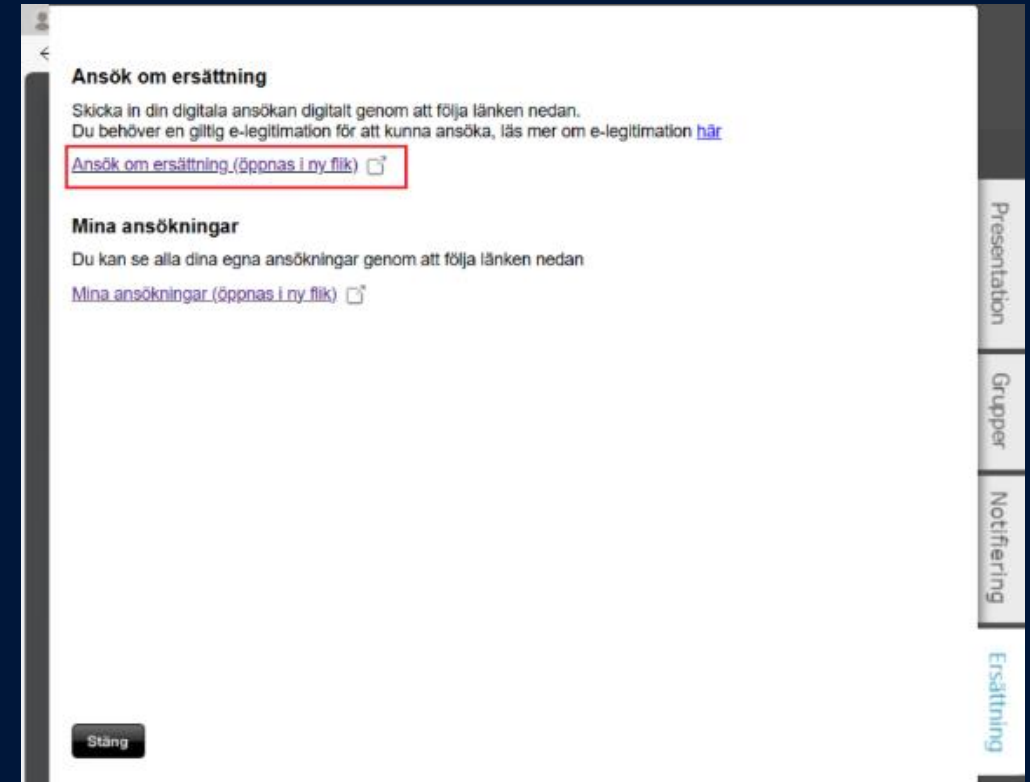 Ansök om ersättning
Skicka in din digitala ansökan digitalt genom att följa länken nedan.
Du behöver en giltig e-legitimation för att kunna ansöka, läs mer om e-legitimation här
Ansök om ersättning (öppnas i ny flik)
Mina ansökningar
Du kan se alla dina egna ansökningar genom att följa länken nedan
Mina ansökningar (öppnas i ny flik)
Stäng
Presentation
Grupper
Notifiering
Ersättning